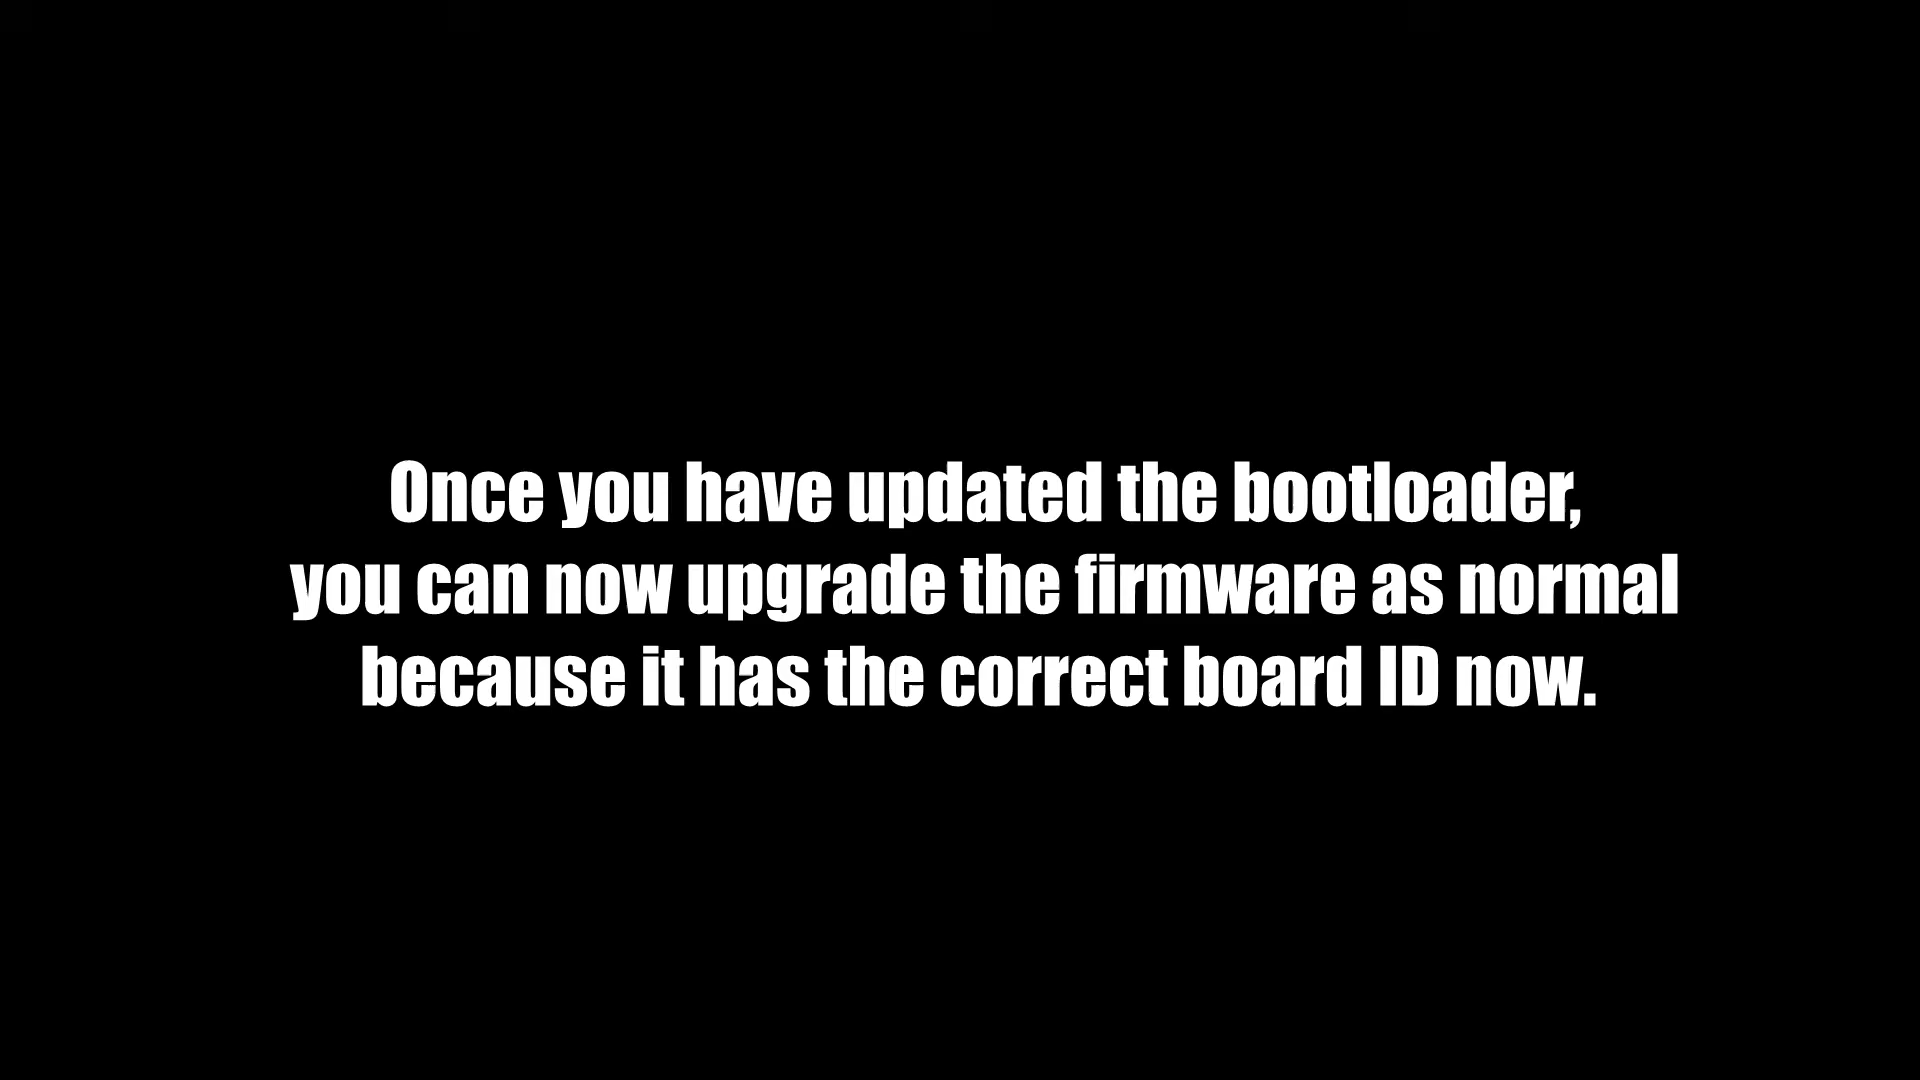 Once you have updated the bootloader,
you can now upgrade the firmware as normal
because it has the correct board ID now.